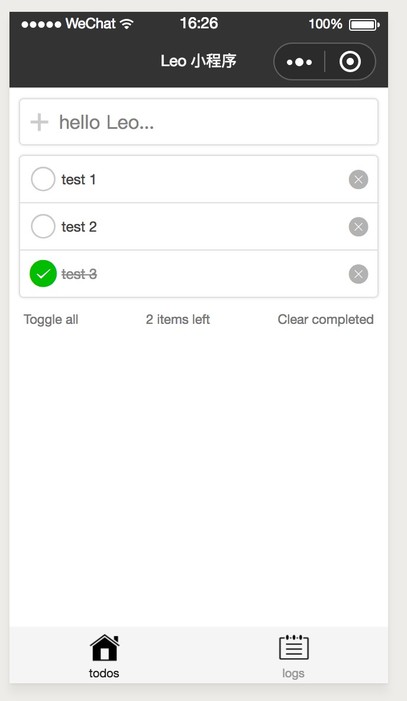 WeChat 16:26 100%
Leo 小程序
hello Leo...
test 1
test 2
test 3
Toggle all 2 items left Clear completed
todos logs